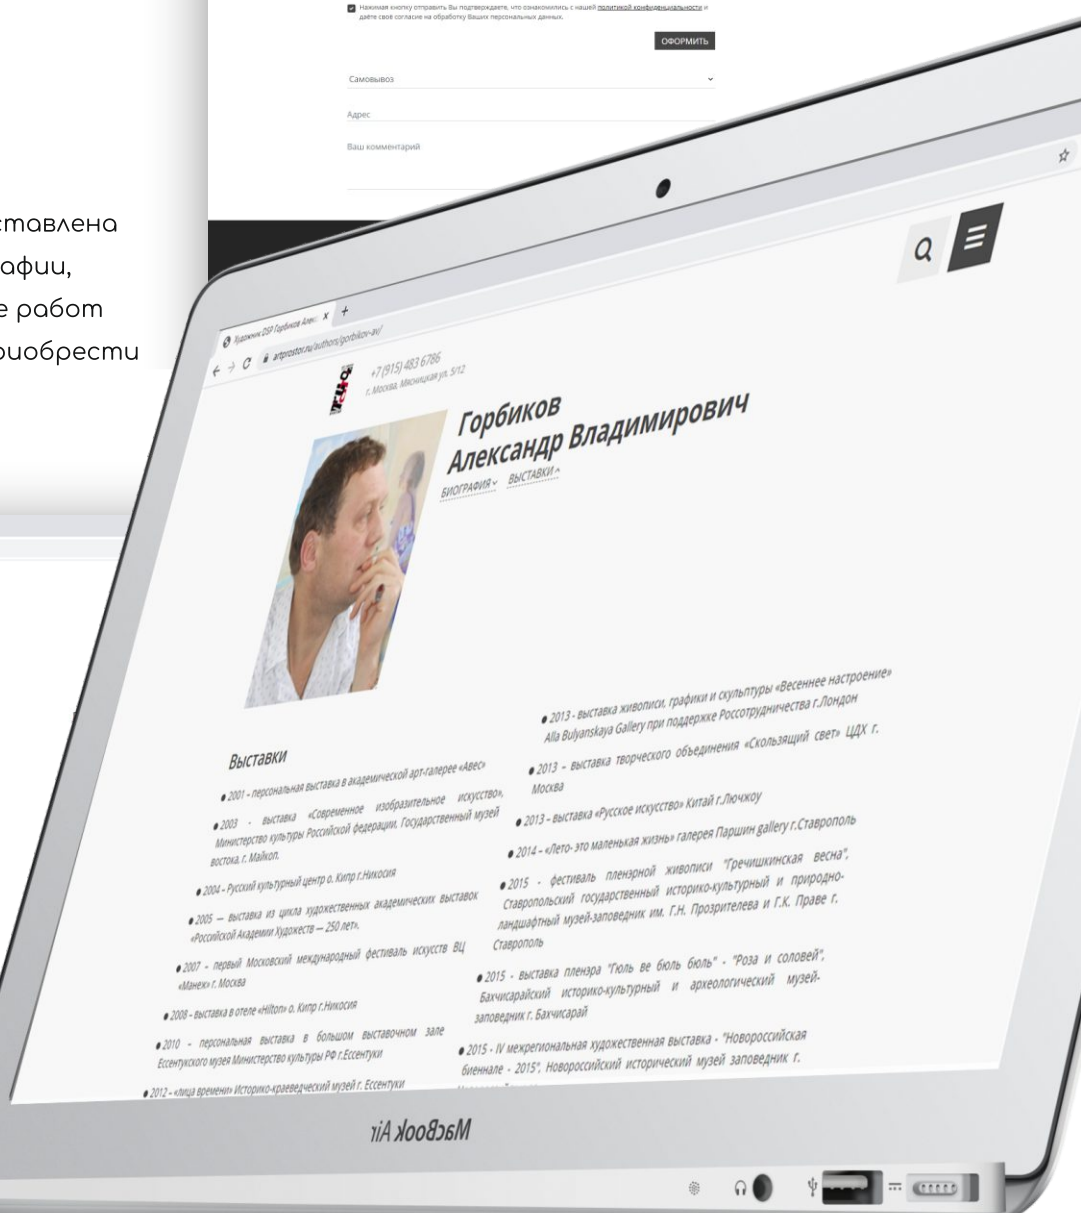 Нажимая кнопку отправить Вы подтверждаете, что ознакомились с нашей политикой конфиденциальности и
даёте своё согласие на обработку Ваших персональных данных.
ОФОРМИТЬ
Самовывоз
Адрес
Ваш комментарий
ставлена
афии,
е работ
риобрести
Художник DSP Горбиков Алекс
artprostor.ru/authors/gorbikov-av/
+7 (915) 483 6786
г. Москва, Мясницкая ул. 5/12
Горбиков
Александр Владимирович
БИОГРАФИЯ ВЫСТАВКИ
Выставки
● 2001 – персональная выставка в академической арт-галерее «Авес»
● 2003 - выставка «Современное изобразительное искусство»,
Министерство культуры Российской федерации, Государственный музей
востока, г. Майкоп.
● 2004 – Русский культурный центр о. Кипр г.Никосия
● 2005 — выставка из цикла художественных академических выставок
«Российской Академии Художеств — 250 лет».
● 2007 – первый Московский международный фестиваль искусств ВЦ
«Манеж» г. Москва
● 2008 – выставка в отеле «Hilton» о. Кипр г.Никосия
● 2010 – персональная выставка в большом выставочном зале
Ессентукского музея Министерство культуры РФ г.Ессентуки
● 2012 – «лица времени» Историко-краеведческий музей г. Ессентуки
● 2013 - выставка живописи, графики и скульптуры «Весеннее настроение»
Alla Bulyanskaya Gallery при поддержке Россотрудничества г.Лондон
● 2013 – выставка творческого объединения «Скользящий свет» ЦДХ г.
Москва
● 2013 – выставка «Русское искусство» Китай г.Лючжоу
● 2014 – «Лето- это маленькая жизнь» галерея Паршин gallery г.Ставрополь
● 2015 - фестиваль пленэрной живописи "Гречишкинская весна",
Ставропольский государственный историко-культурный и природно-
ландшафтный музей-заповедник им. Г.Н. Прозрителева и Г.К. Праве г.
Ставрополь
● 2015 - выставка пленэра "Гюль ве бюль бюль" - "Роза и соловей",
Бахчисарайский историко-культурный и археологический музей-
заповедник г. Бахчисарай
● 2015 - IV межрегиональная художественная выставка - "Новороссийская
биеннале - 2015", Новороссийский исторический музей заповедник г.
MacBook Air